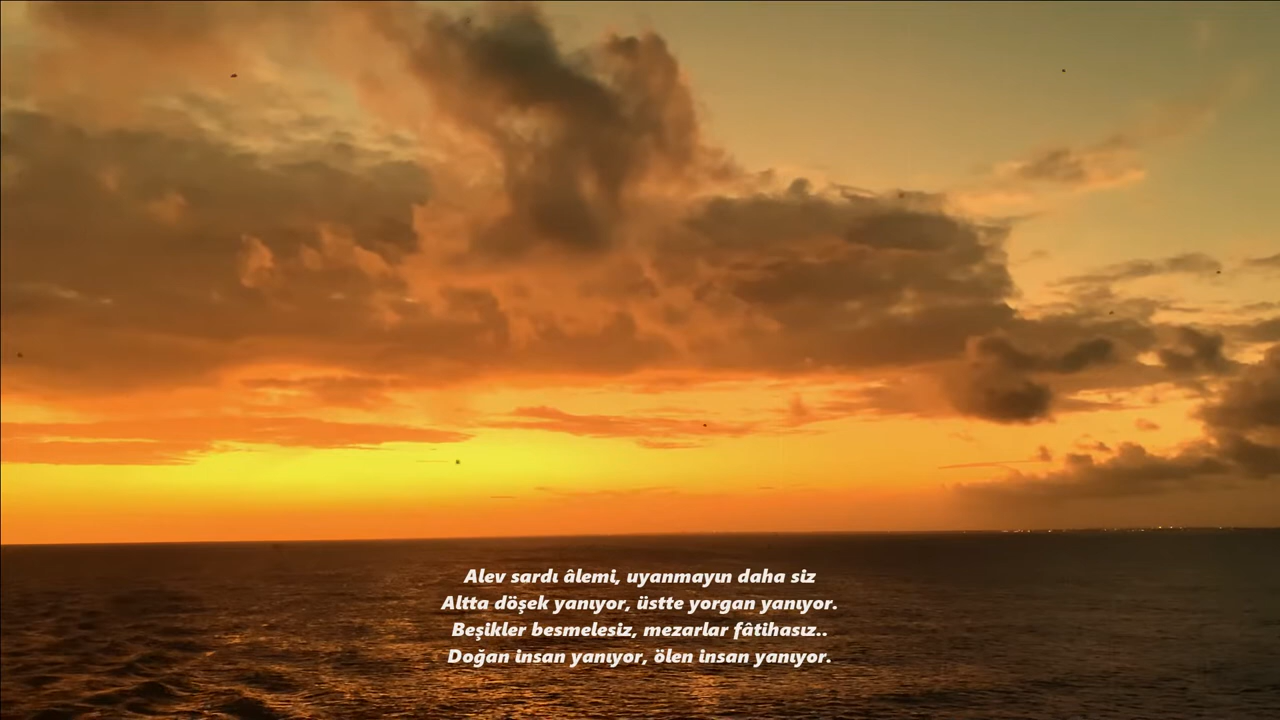 Alev sardı âlemi, uyanmayın daha siz
Altta döşek yanıyor, üstte yorgan yanıyor.
Beşikler besmelesiz, mezarlar fâtihasız..
Doğan insan yanıyor, ölen insan yanıyor.